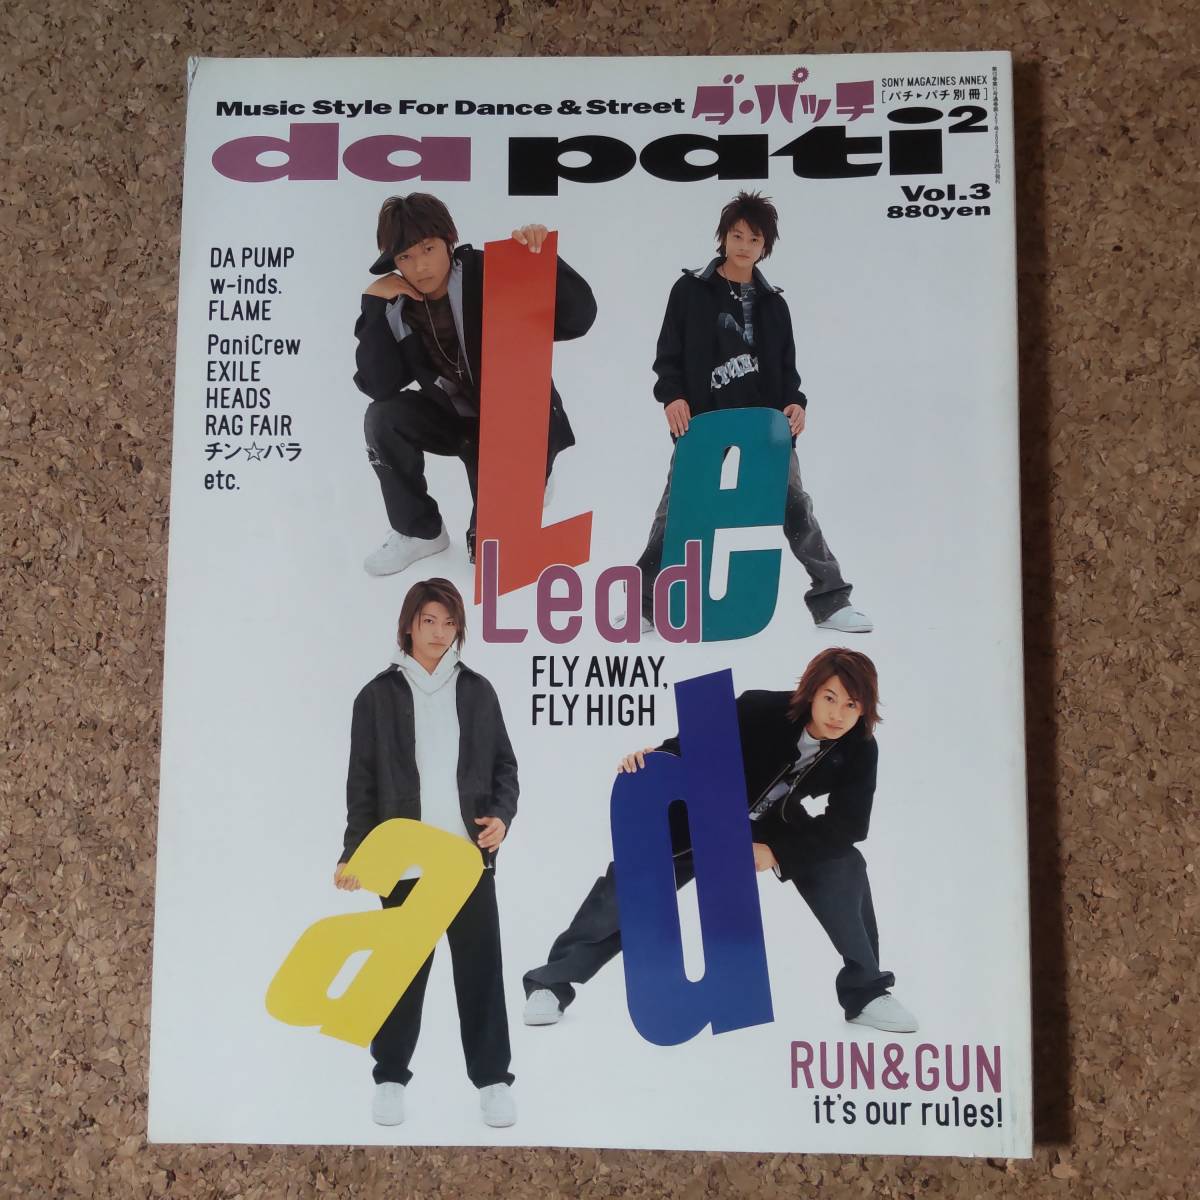 Music Style For Dance & Street
ダ・パッチ
SONY MAGAZINES ANNEX
[パチ▶パチ別冊]
da pati²
Vol.3
880yen
DA PUMP
w-inds.
FLAME
PaniCrew
EXILE
HEADS
RAG FAIR
チン☆パラ
etc.
L
e
Lead
FLY AWAY,
FLY HIGH
a
d
RUN&GUN
it's our rules!